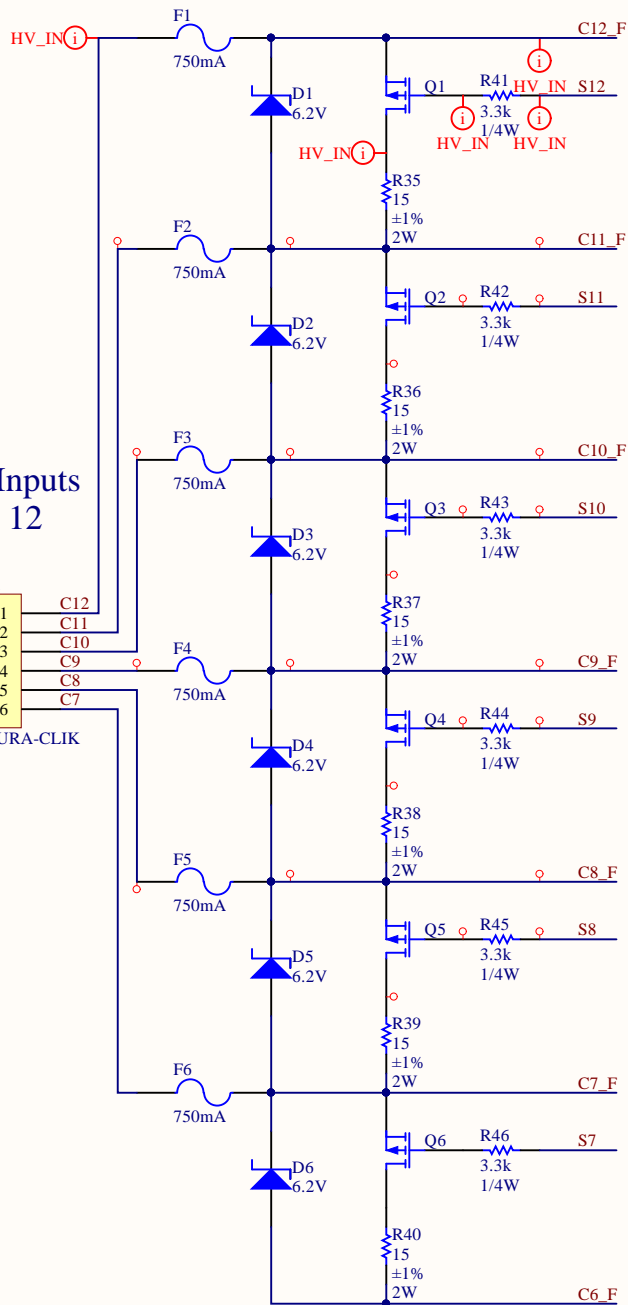 F1
HV_IN
750mA
C12_F
D1
6.2V
Q1
R41
3.3k
1/4W
HV_IN
S12
HV_IN
HV_IN
HV_IN
R35
15
±1%
2W
F2
750mA
C11_F
D2
6.2V
Q2
R42
3.3k
1/4W
S11
R36
15
±1%
2W
F3
750mA
C10_F
Inputs
12
D3
6.2V
Q3
R43
3.3k
1/4W
S10
R37
15
±1%
2W
1 C12
2 C11
3 C10
4 C9
5 C8
6 C7
URA-CLIK
F4
750mA
C9_F
D4
6.2V
Q4
R44
3.3k
1/4W
S9
R38
15
±1%
2W
F5
750mA
C8_F
D5
6.2V
Q5
R45
3.3k
1/4W
S8
R39
15
±1%
2W
F6
750mA
C7_F
D6
6.2V
Q6
R46
3.3k
1/4W
S7
R40
15
±1%
2W
C6_F